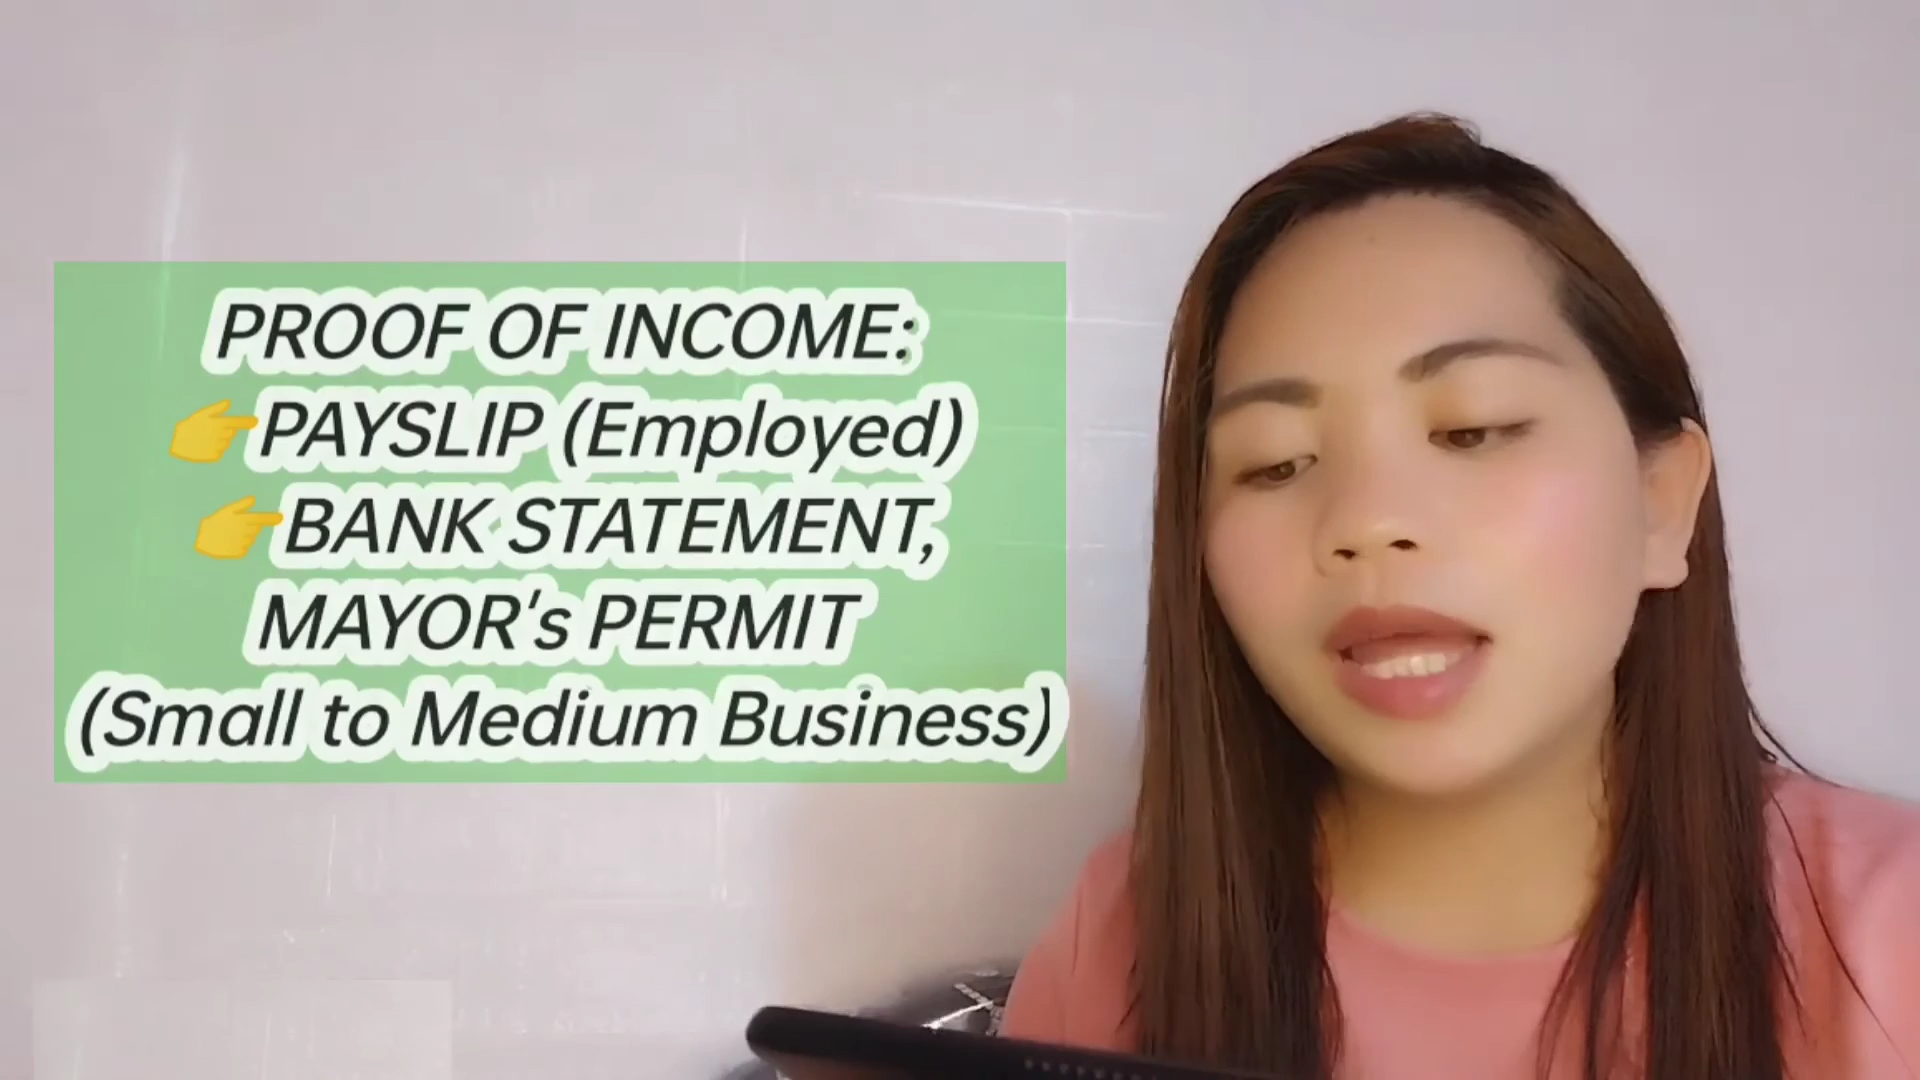 PROOF OF INCOME:
👉PAYSLIP (Employed)
👉BANK STATEMENT,
MAYOR's PERMIT
(Small to Medium Business)